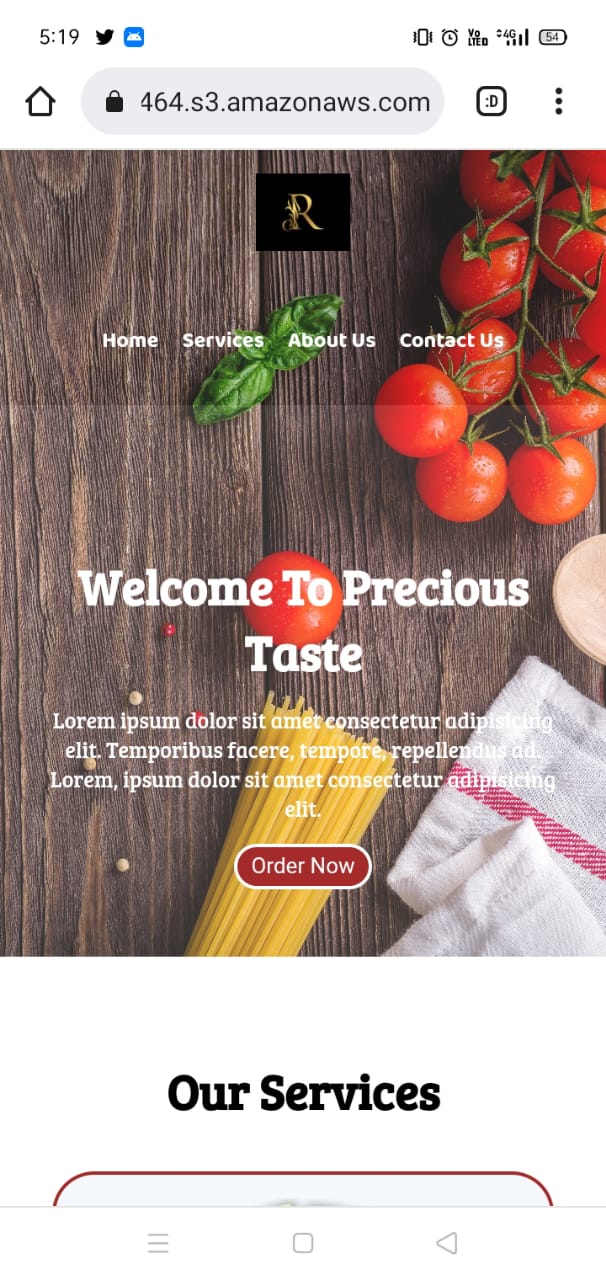 5:19
Vo
LTED
4G
54
464.s3.amazonaws.com
:D
R
Home Services About Us Contact Us
Welcome To Precious
Taste
Lorem ipsum dolor sit amet consectetur adipisicing
elit. Temporibus facere, tempore, repellendus ad.
Lorem, ipsum dolor sit amet consectetur adipisicing
elit.
Order Now
Our Services